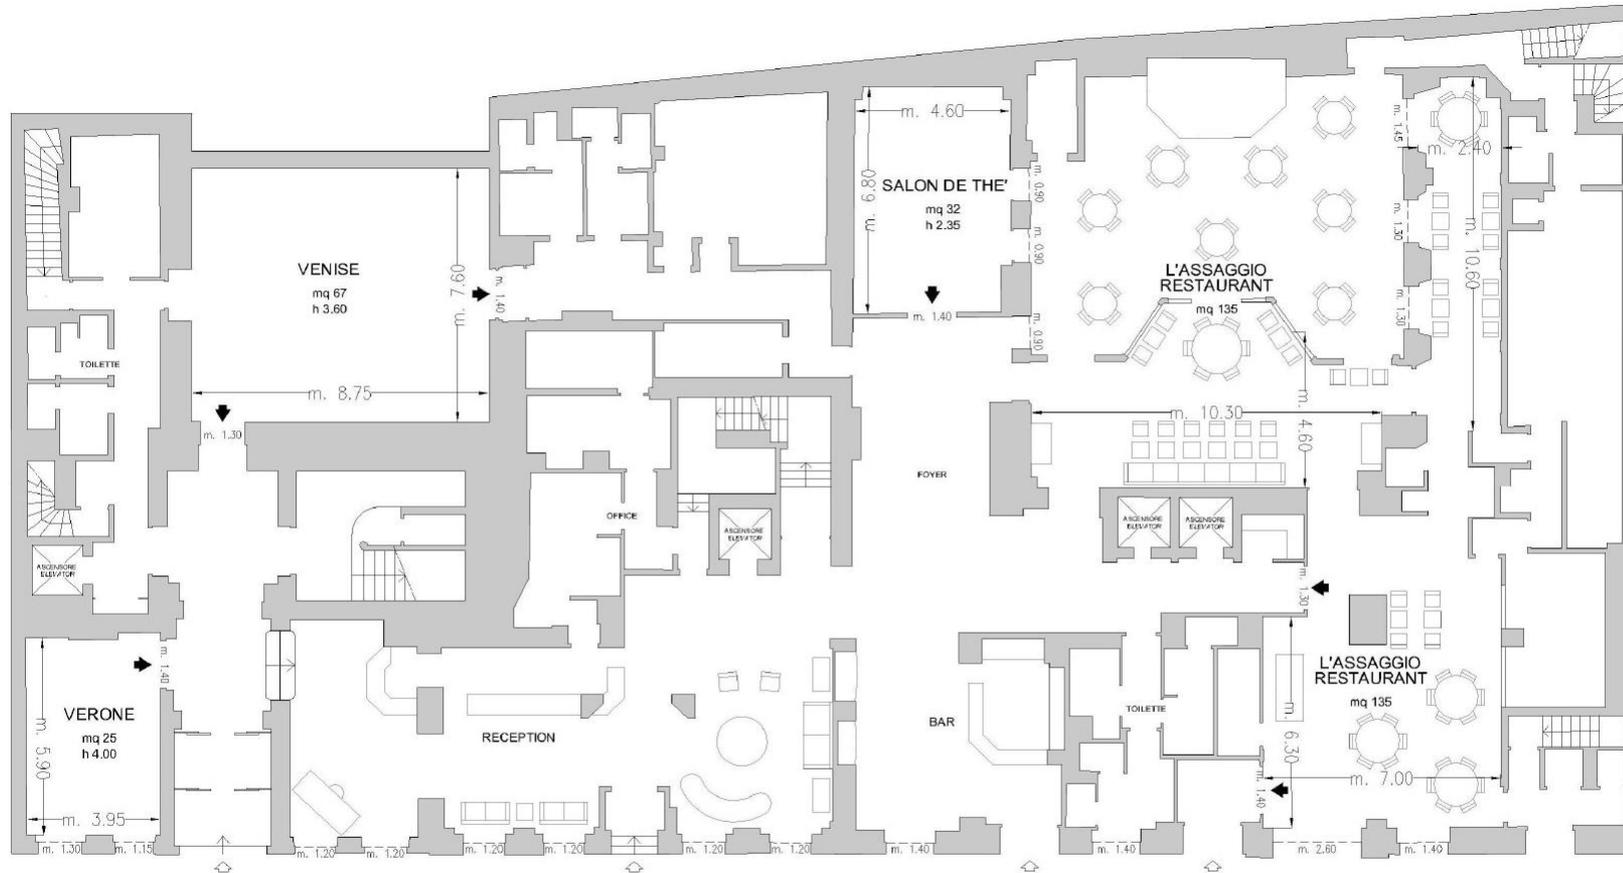 m. 4.60
m. 6.80
SALON DE THE'
mq 32
h 2.35
m. 1.40
m. 0.90
m. 0.90
m. 0.90
m. 1.45
m. 2.40
m. 1.30
m. 10.60
m. 1.30
L'ASSAGGIO
RESTAURANT
mq 135
m. 10.30
m. 4.60
VENISE
mq 67
h 3.60
m. 7.60
m. 1.40
m. 8.75
m. 1.30
TOILETTE
FOYER
OFFICE
ASCENSORE
ELEVATOR
ASCENSORE
ELEVATOR
ASCENSORE
ELEVATOR
ASCENSORE
ELEVATOR
m. 1.30
VERONE
mq 25
h 4.00
m. 1.40
m. 5.90
m. 3.95
m. 1.30
m. 1.15
RECEPTION
BAR
TOILETTE
L'ASSAGGIO
RESTAURANT
mq 135
m. 6.30
m. 7.00
m. 1.40
m. 1.20
m. 1.20
m. 1.20
m. 1.20
m. 1.20
m. 1.20
m. 1.40
m. 1.40
m. 2.60
m. 1.40